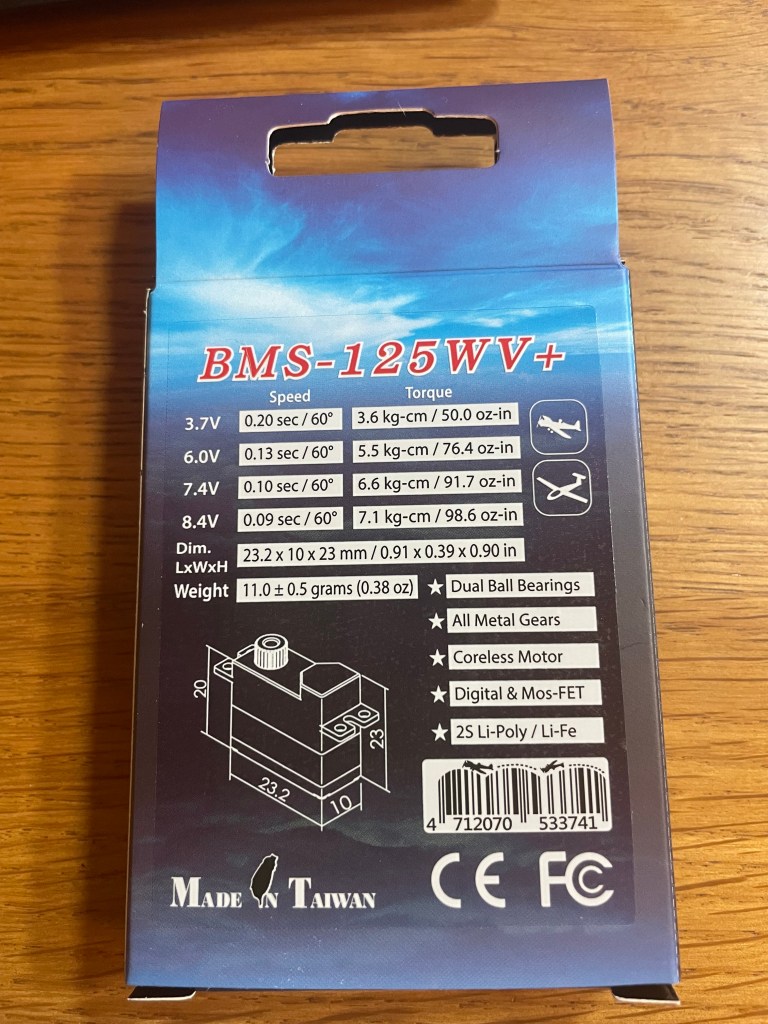 BMS-125WV+
Speed Torque
3.7V 0.20 sec / 60° 3.6 kg-cm / 50.0 oz-in
6.0V 0.13 sec / 60° 5.5 kg-cm / 76.4 oz-in
7.4V 0.10 sec / 60° 6.6 kg-cm / 91.7 oz-in
8.4V 0.09 sec / 60° 7.1 kg-cm / 98.6 oz-in
Dim.
LxWxH 23.2 x 10 x 23 mm / 0.91 x 0.39 x 0.90 in
Weight 11.0 ± 0.5 grams (0.38 oz)
★ Dual Ball Bearings
★ All Metal Gears
★ Coreless Motor
★ Digital & Mos-FET
★ 2S Li-Poly / Li-Fe
20
23
23.2
10
4 712070 533741
MADE IN TAIWAN
CE FC